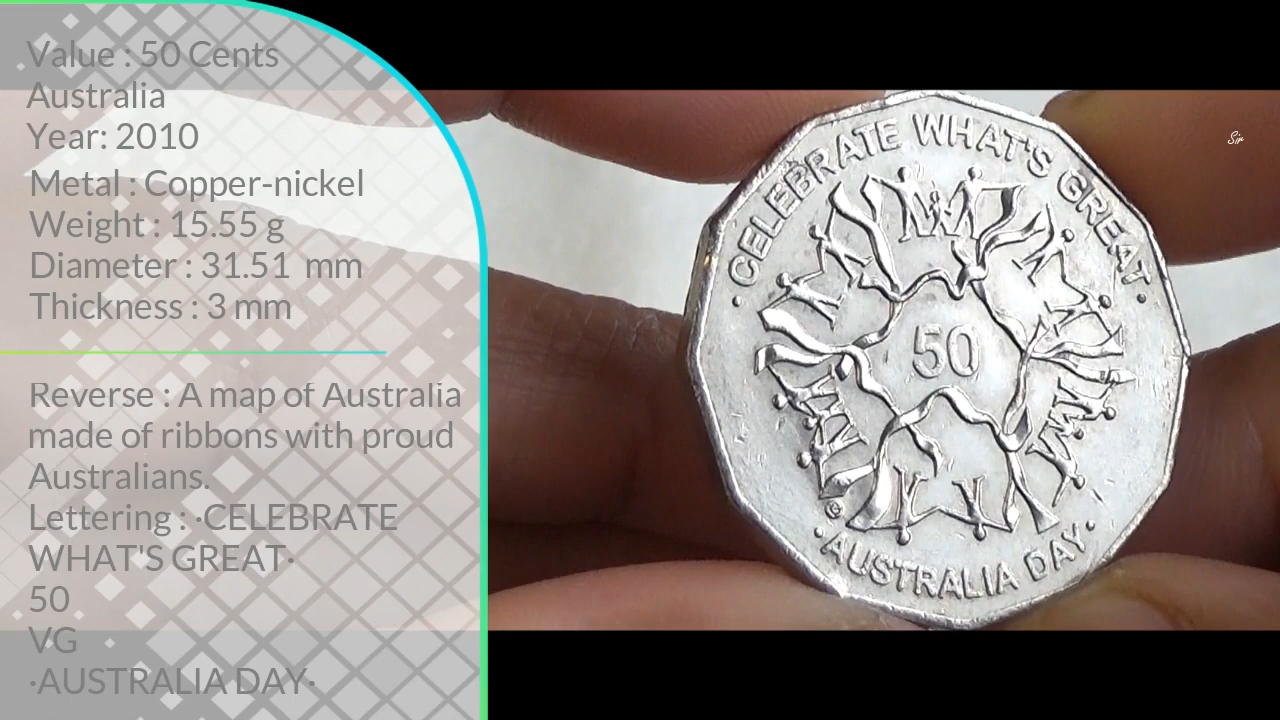 Value : 50 Cents
Australia
Year: 2010
Metal : Copper-nickel
Weight : 15.55 g
Diameter : 31.51 mm
Thickness : 3 mm
Reverse : A map of Australia
made of ribbons with proud
Australians.
Lettering : ·CELEBRATE
WHAT'S GREAT·
50
VG
·AUSTRALIA DAY·
·CELEBRATE WHAT'S GREAT·
50
·AUSTRALIA DAY·
Sir